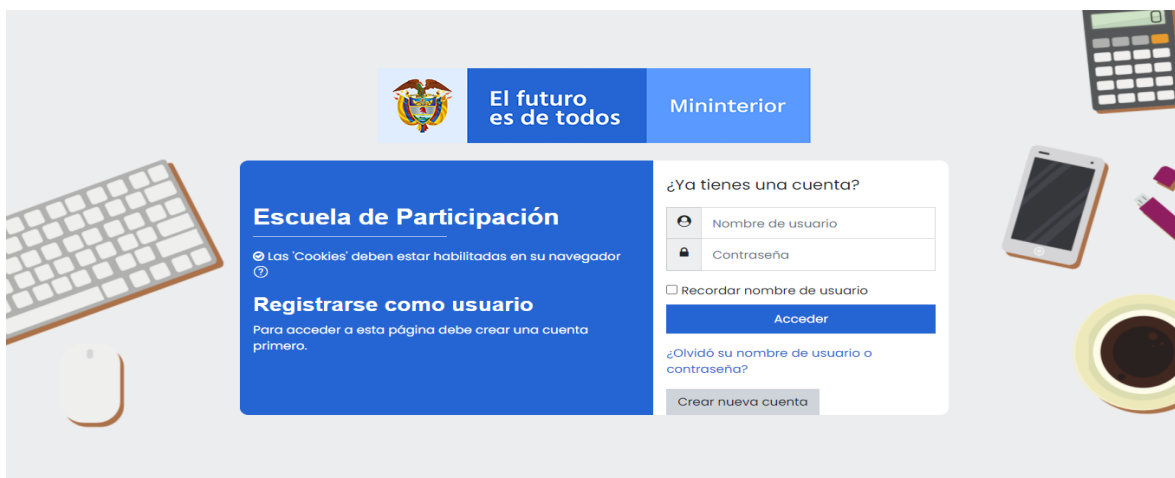 El futuro
es de todos
Mininterior
Escuela de Participación
Las 'Cookies' deben estar habilitadas en su navegador
Registrarse como usuario
Para acceder a esta página debe crear una cuenta
primero.
¿Ya tienes una cuenta?
Nombre de usuario
Contraseña
Recordar nombre de usuario
Acceder
¿Olvidó su nombre de usuario o
contraseña?
Crear nueva cuenta